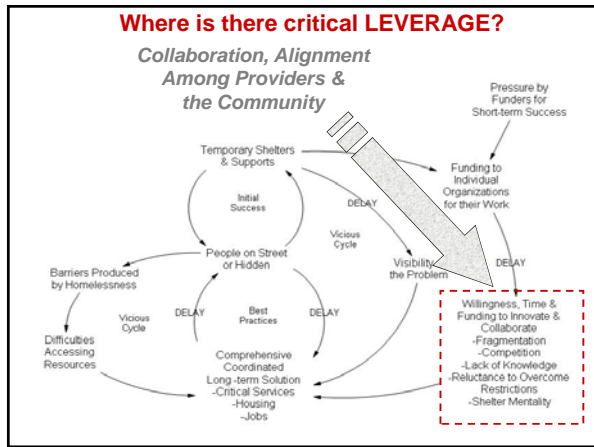 Where is there critical LEVERAGE?
Collaboration, Alignment
Among Providers &
the Community
Pressure by
Funders for
Short-term Success
Temporary Shelters
& Supports
Funding to
Individual
Organizations
for their Work
Initial
Success
DELAY
Vicious
Cycle
People on Street
or Hidden
Visibility
the Problem
DELAY
Barriers Produced
by Homelessness
Vicious
Cycle
DELAY
Best
Practices
DELAY
Difficulties
Accessing
Resources
Comprehensive
Coordinated
Long -term Solution
-Critical Services
-Housing
-Jobs
Willingness, Time &
Funding to Innovate &
Collaborate
-Fragmentation
-Competition
-Lack of Knowledge
-Reluctance to Overcome
Restrictions
-Shelter Mentality